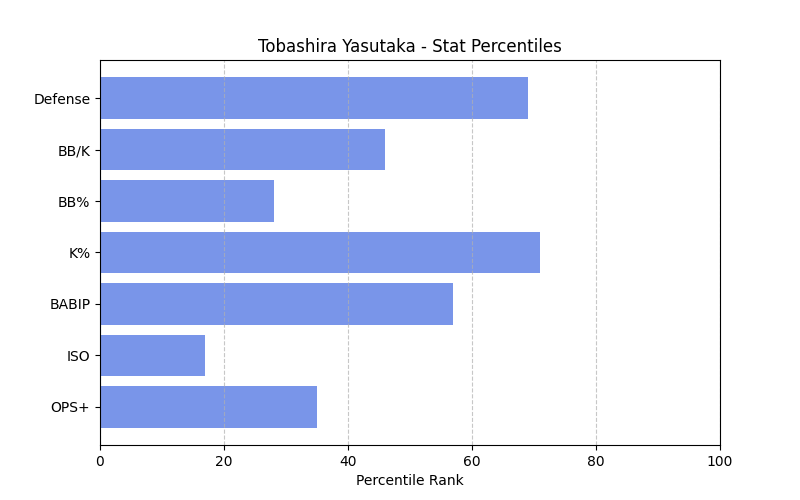 Tobashira Yasutaka - Stat Percentiles
Defense
BB/K
BB%
K%
BABIP
ISO
OPS+
0 20 40 60 80 100
Percentile Rank